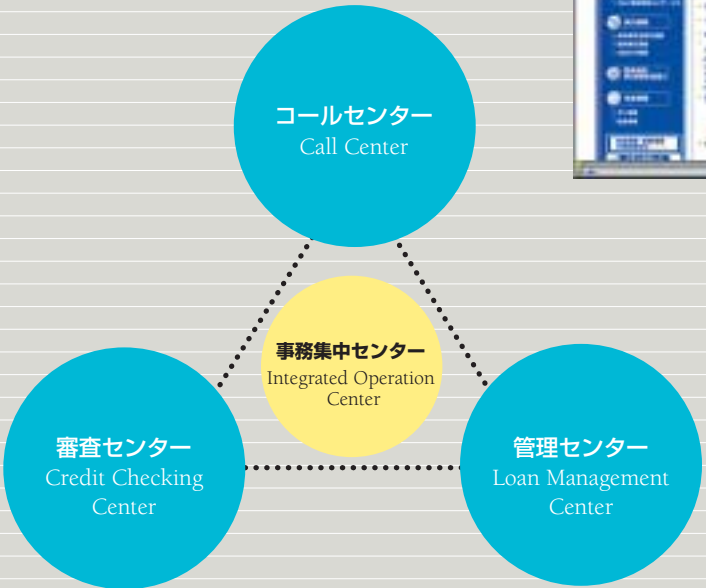 コールセンター
Call Center
事務集中センター
Integrated Operation
Center
審査センター
Credit Checking
Center
管理センター
Loan Management
Center